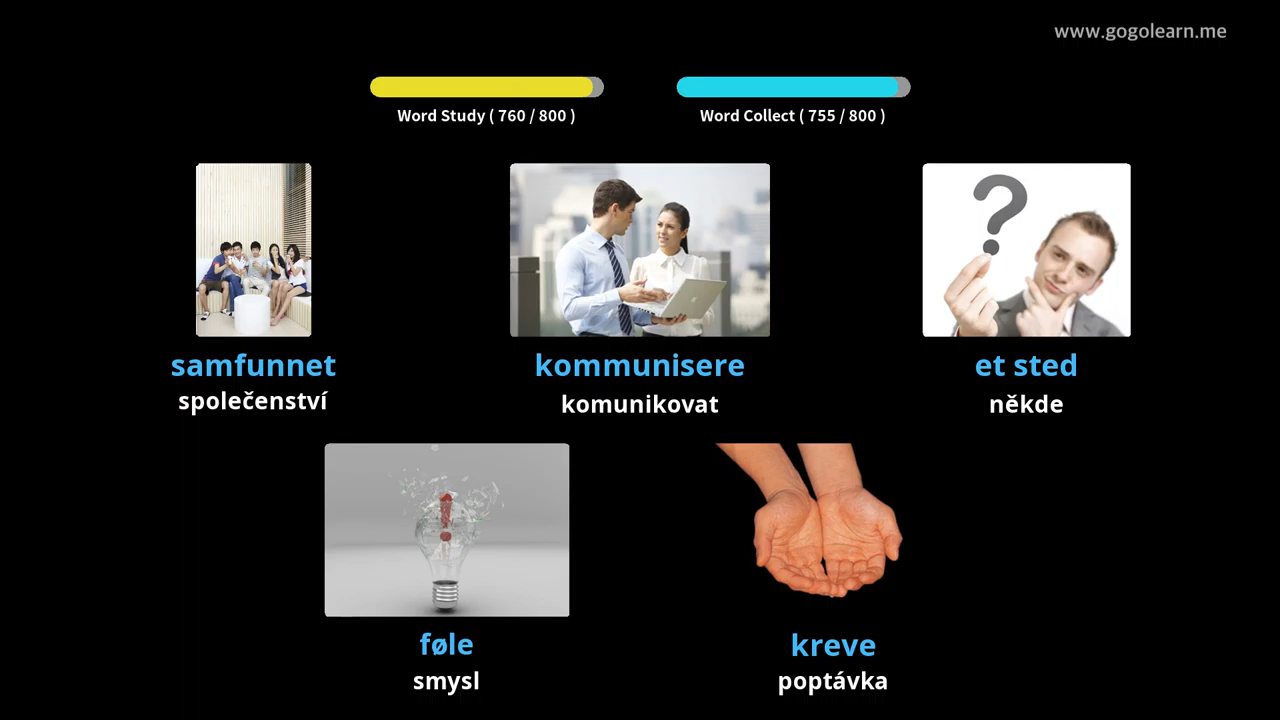 www.gogolearn.me
Word Study ( 760 / 800 )
Word Collect ( 755 / 800 )
samfunnet
společenství
kommunisere
komunikovat
et sted
někde
føle
smysl
kreve
poptávka